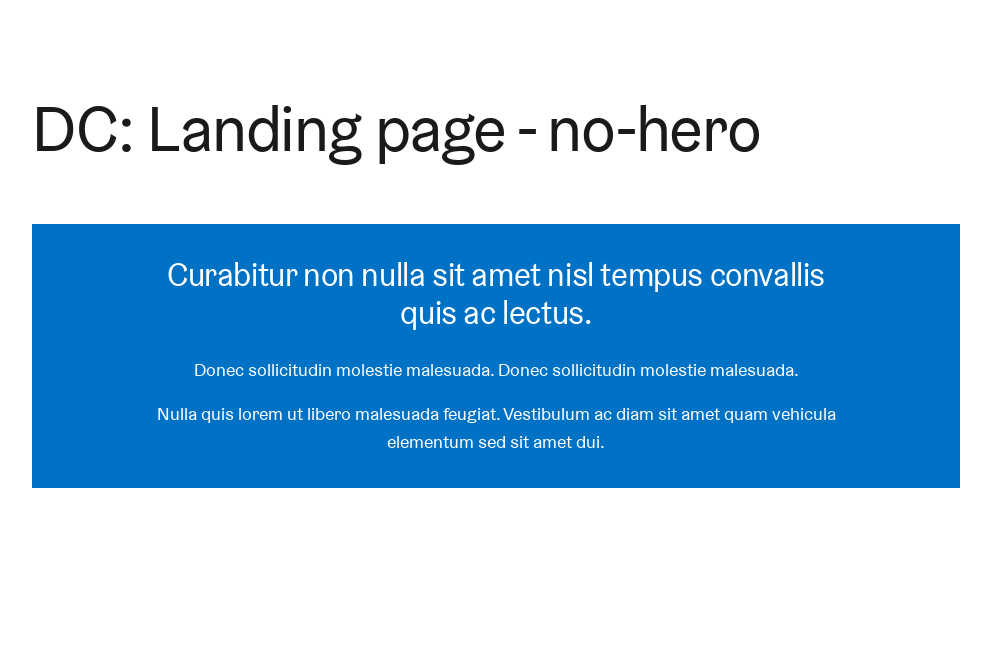 DC: Landing page - no-hero
Curabitur non nulla sit amet nisl tempus convallis
quis ac lectus.
Donec sollicitudin molestie malesuada. Donec sollicitudin molestie malesuada.
Nulla quis lorem ut libero malesuada feugiat. Vestibulum ac diam sit amet quam vehicula
elementum sed sit amet dui.